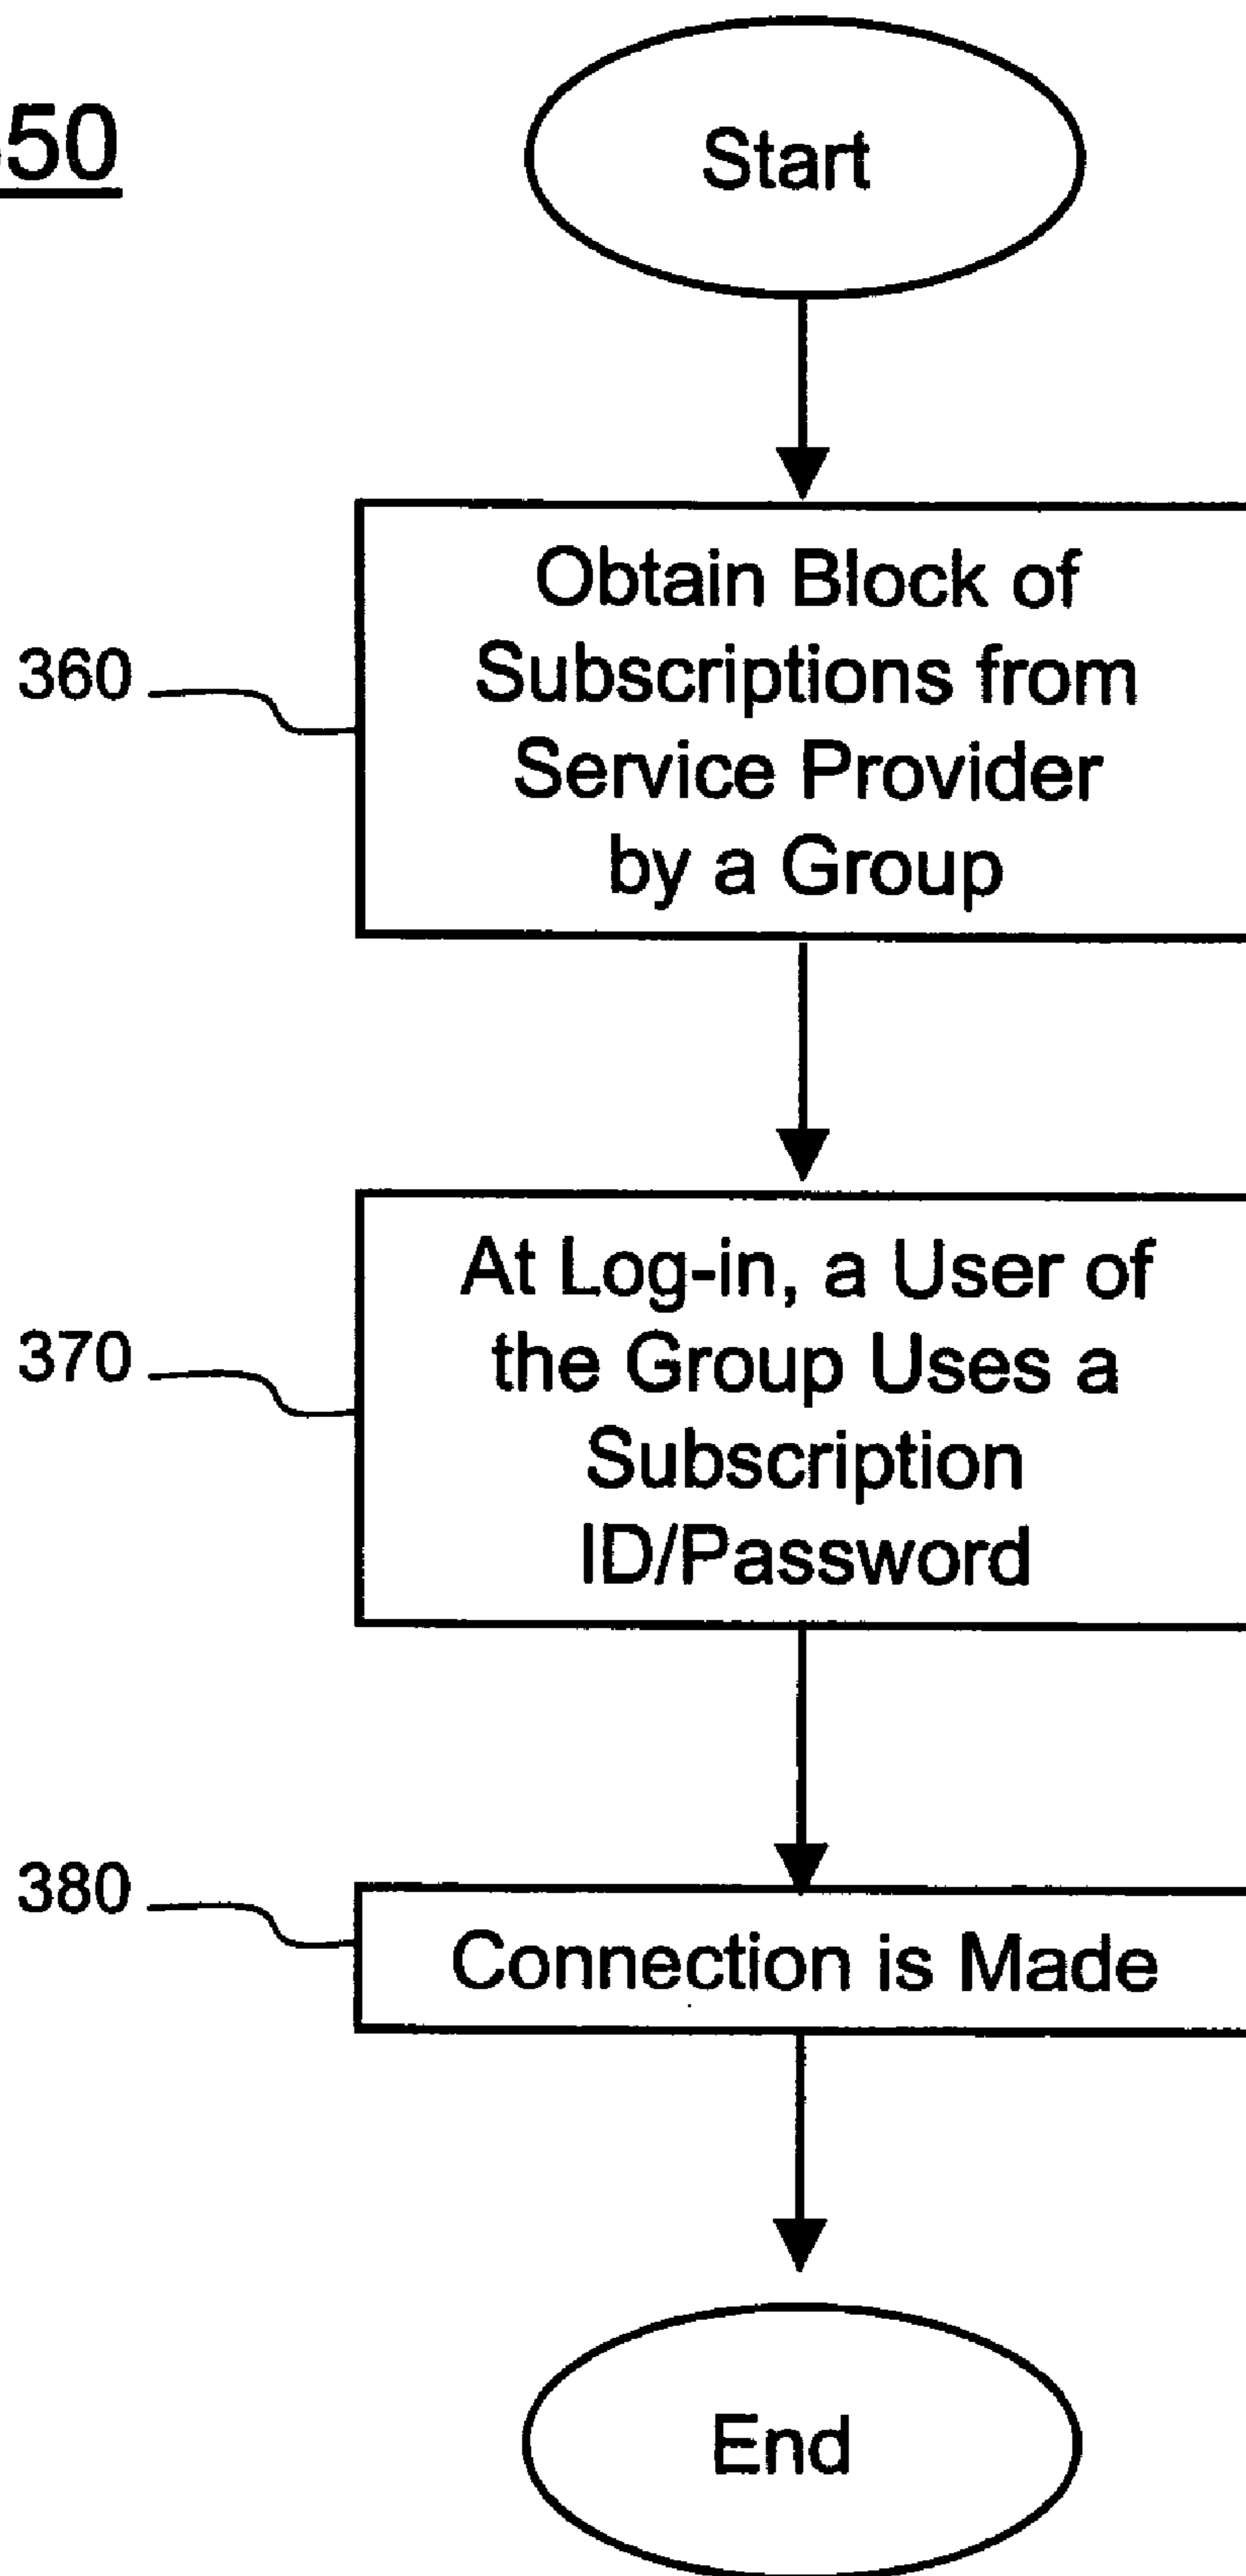 50
Start
360
Obtain Block of
Subscriptions from
Service Provider
by a Group
370
At Log-in, a User of
the Group Uses a
Subscription
ID/Password
380
Connection is Made
End